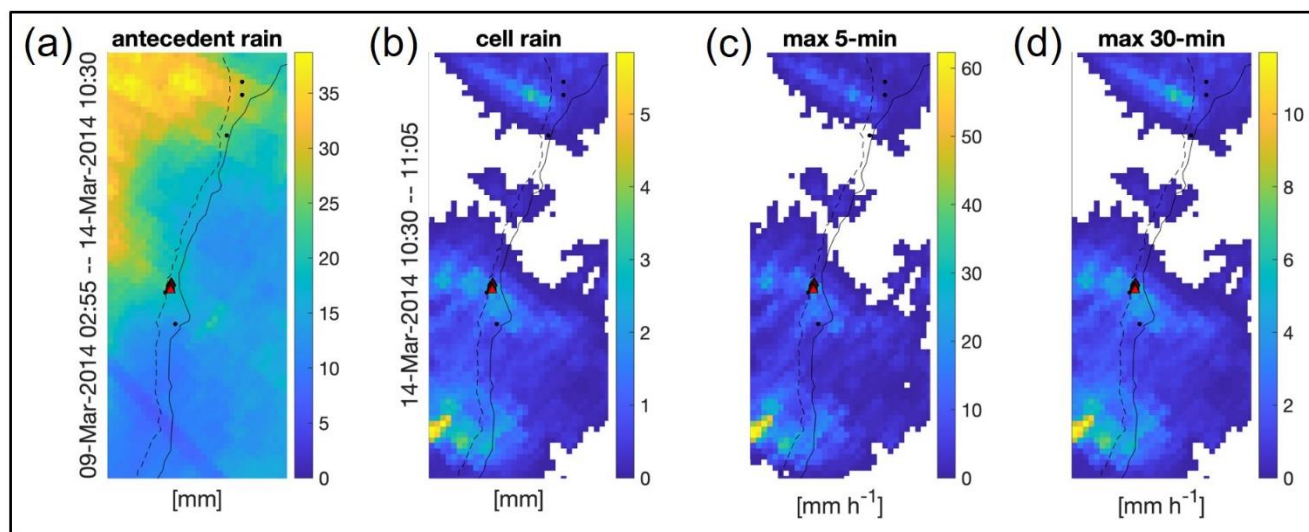 (a) antecedent rain
09-Mar-2014 02:55 -- 14-Mar-2014 10:30
35
30
25
20
15
10
5
0
[mm]
(b) cell rain
14-Mar-2014 10:30 -- 11:05
5
4
3
2
1
0
[mm]
(c) max 5-min
60
50
40
30
20
10
0
[mm h⁻¹]
(d) max 30-min
10
8
6
4
2
0
[mm h⁻¹]